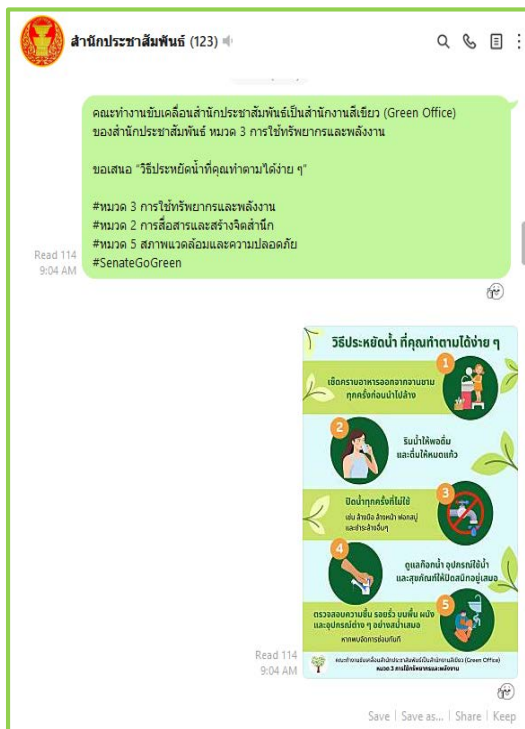 สำนักประชาสัมพันธ์ (123)
คณะทำงานขับเคลื่อนสำนักประชาสัมพันธ์เป็นสำนักงานสีเขียว (Green Office)
ของสำนักประชาสัมพันธ์ หมวด 3 การใช้ทรัพยากรและพลังงาน
ขอเสนอ "วิธีประหยัดน้ำที่คุณทำตามได้ง่าย ๆ"
#หมวด 3 การใช้ทรัพยากรและพลังงาน
#หมวด 2 การสื่อสารและสร้างจิตสำนึก
#หมวด 5 สภาพแวดล้อมและความปลอดภัย
#SenateGoGreen
Read 114
9:04 AM
วิธีประหยัดน้ำ ที่คุณทำตามได้ง่าย ๆ
1
เช็ดคราบอาหารออกจากจานชาม
ทุกครั้งก่อนนำไปล้าง
2
รินน้ำให้พอดื่ม
และดื่มให้หมดแก้ว
3
ปิดน้ำทุกครั้งที่ไม่ใช้
เช่น ล้างมือ ล้างหน้า ฟอกสบู่
และชำระล้างอื่นๆ
4
ดูแลก๊อกน้ำ อุปกรณ์ใช้น้ำ
และสุขภัณฑ์ให้ปิดสนิทอยู่เสมอ
5
ตรวจสอบความชื้น รอยรั่ว บนพื้น ผนัง
และอุปกรณ์ต่าง ๆ อย่างสม่ำเสมอ
หากพบจัดการซ่อมทันที
คณะทำงานขับเคลื่อนสำนักประชาสัมพันธ์เป็นสำนักงานสีเขียว (Green Office)
หมวด 3 การใช้ทรัพยากรและพลังงาน
Read 114
9:04 AM
Save | Save as... | Share | Keep